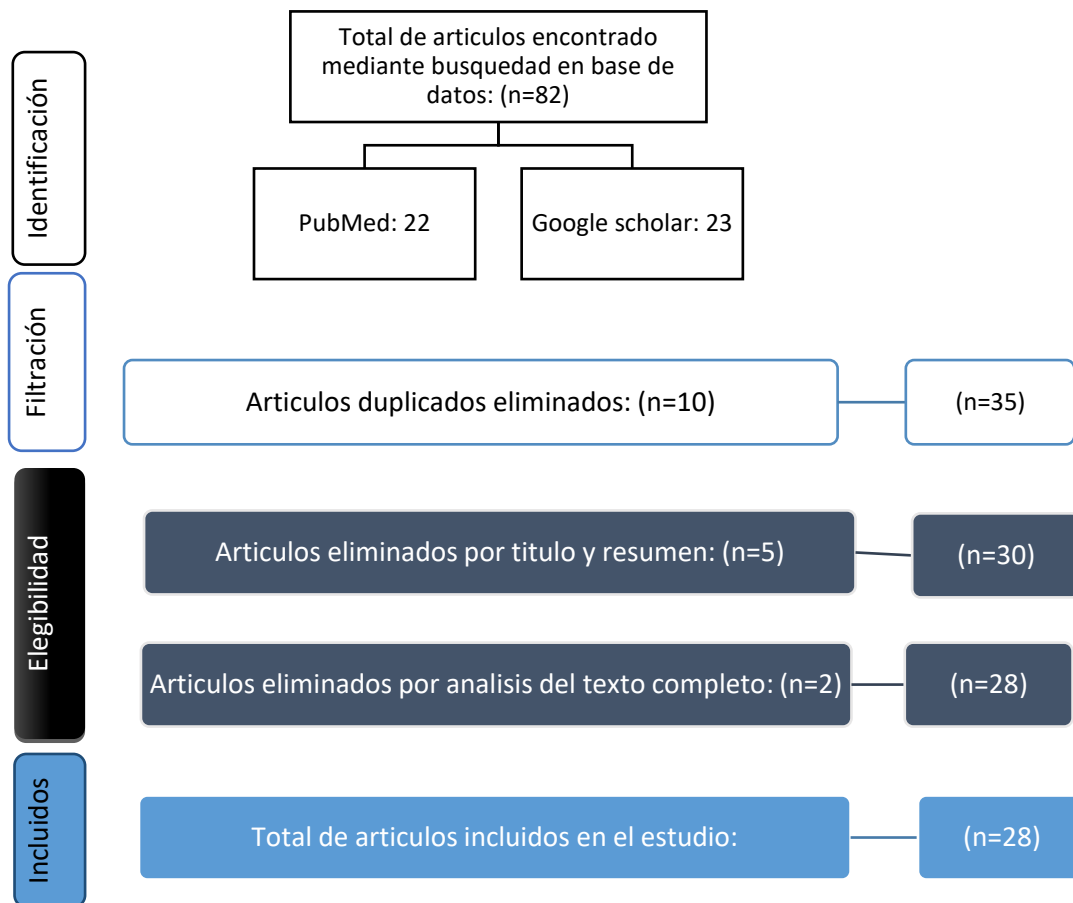 Identificación
Total de articulos encontrado
mediante busquedad en base de
datos: (n=82)
PubMed: 22
Google scholar: 23
Filtración
Articulos duplicados eliminados: (n=10)
(n=35)
Elegibilidad
Articulos eliminados por titulo y resumen: (n=5)
(n=30)
Articulos eliminados por analisis del texto completo: (n=2)
(n=28)
Incluidos
Total de articulos incluidos en el estudio:
(n=28)